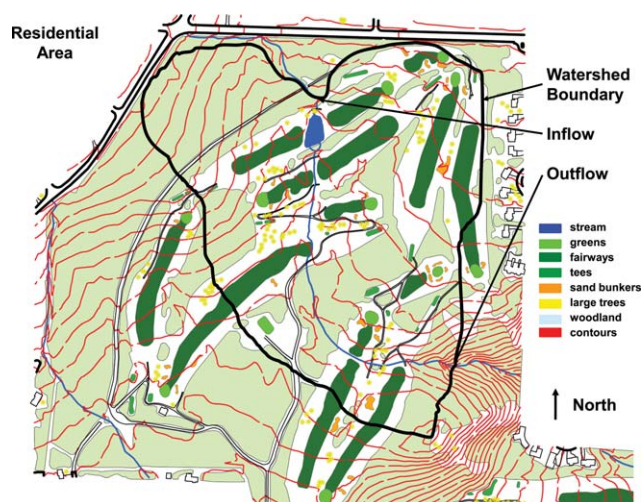 Residential
Area
Watershed
Boundary
Inflow
Outflow
stream
greens
fairways
tees
sand bunkers
large trees
woodland
contours
North